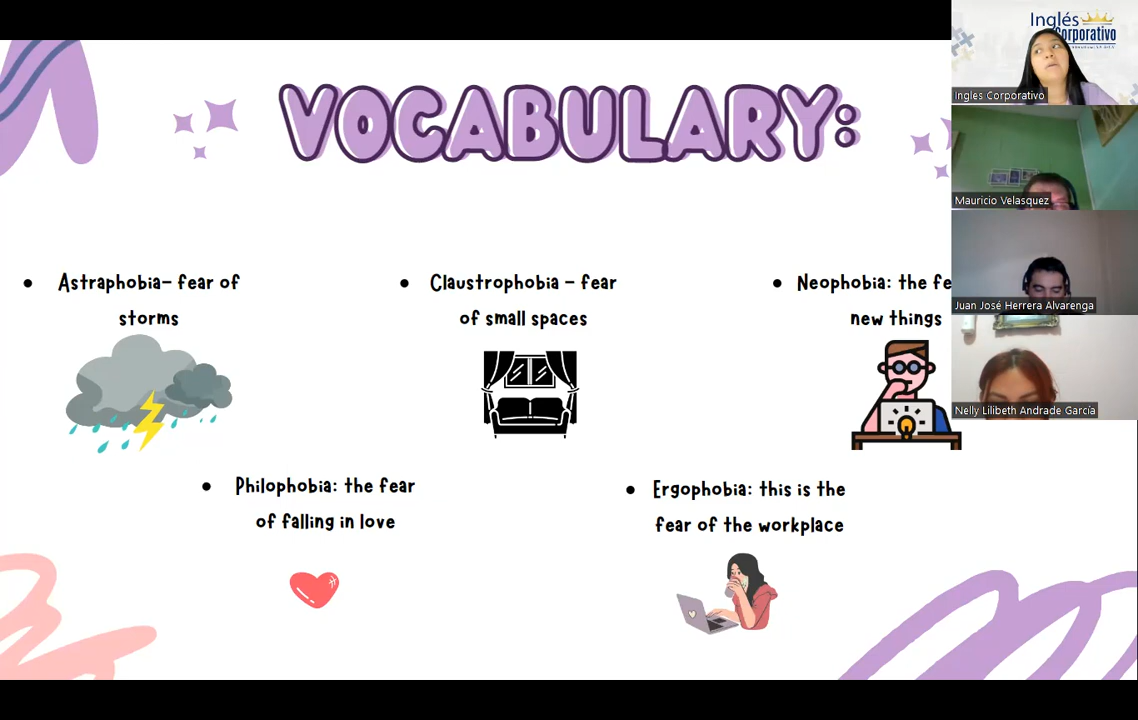 VOCABULARY:
• Astraphobia- fear of
storms
• Claustrophobia - fear
of small spaces
• Neophobia: the fe
new things
• Philophobia: the fear
of falling in love
• Ergophobia: this is the
fear of the workplace
Inglés
Corporativo
Ingles Corporativo
Mauricio Velasquez
Juan José Herrera Alvarenga
Nelly Lilibeth Andrade García